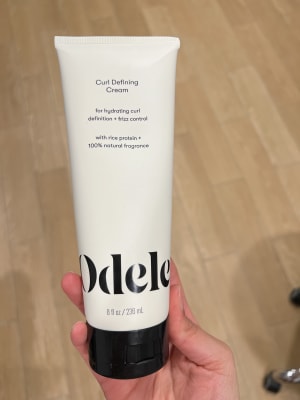 Curl Defining
Cream
for hydrating curl
definition + frizz control
with rice protein +
100% natural fragrance
Odele
8 fl oz / 236 mL